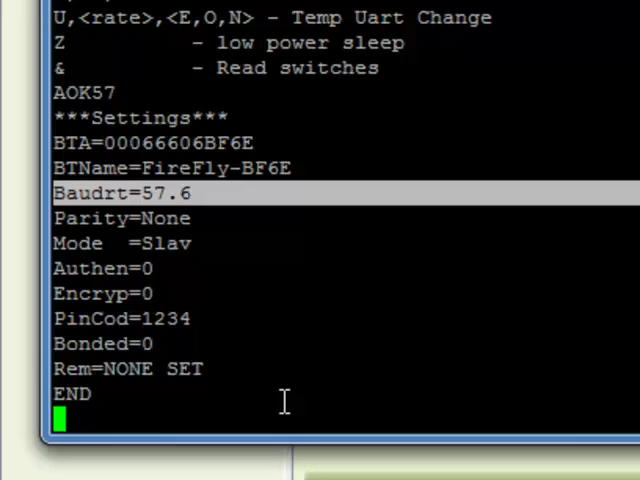 U,<rate>,<E,O,N> - Temp Uart Change
Z - low power sleep
& - Read switches
AOK57
***Settings***
BTA=00066606BF6E
BTName=FireFly-BF6E
Baudrt=57.6
Parity=None
Mode =Slav
Authen=0
Encryp=0
PinCod=1234
Bonded=0
Rem=NONE SET
END